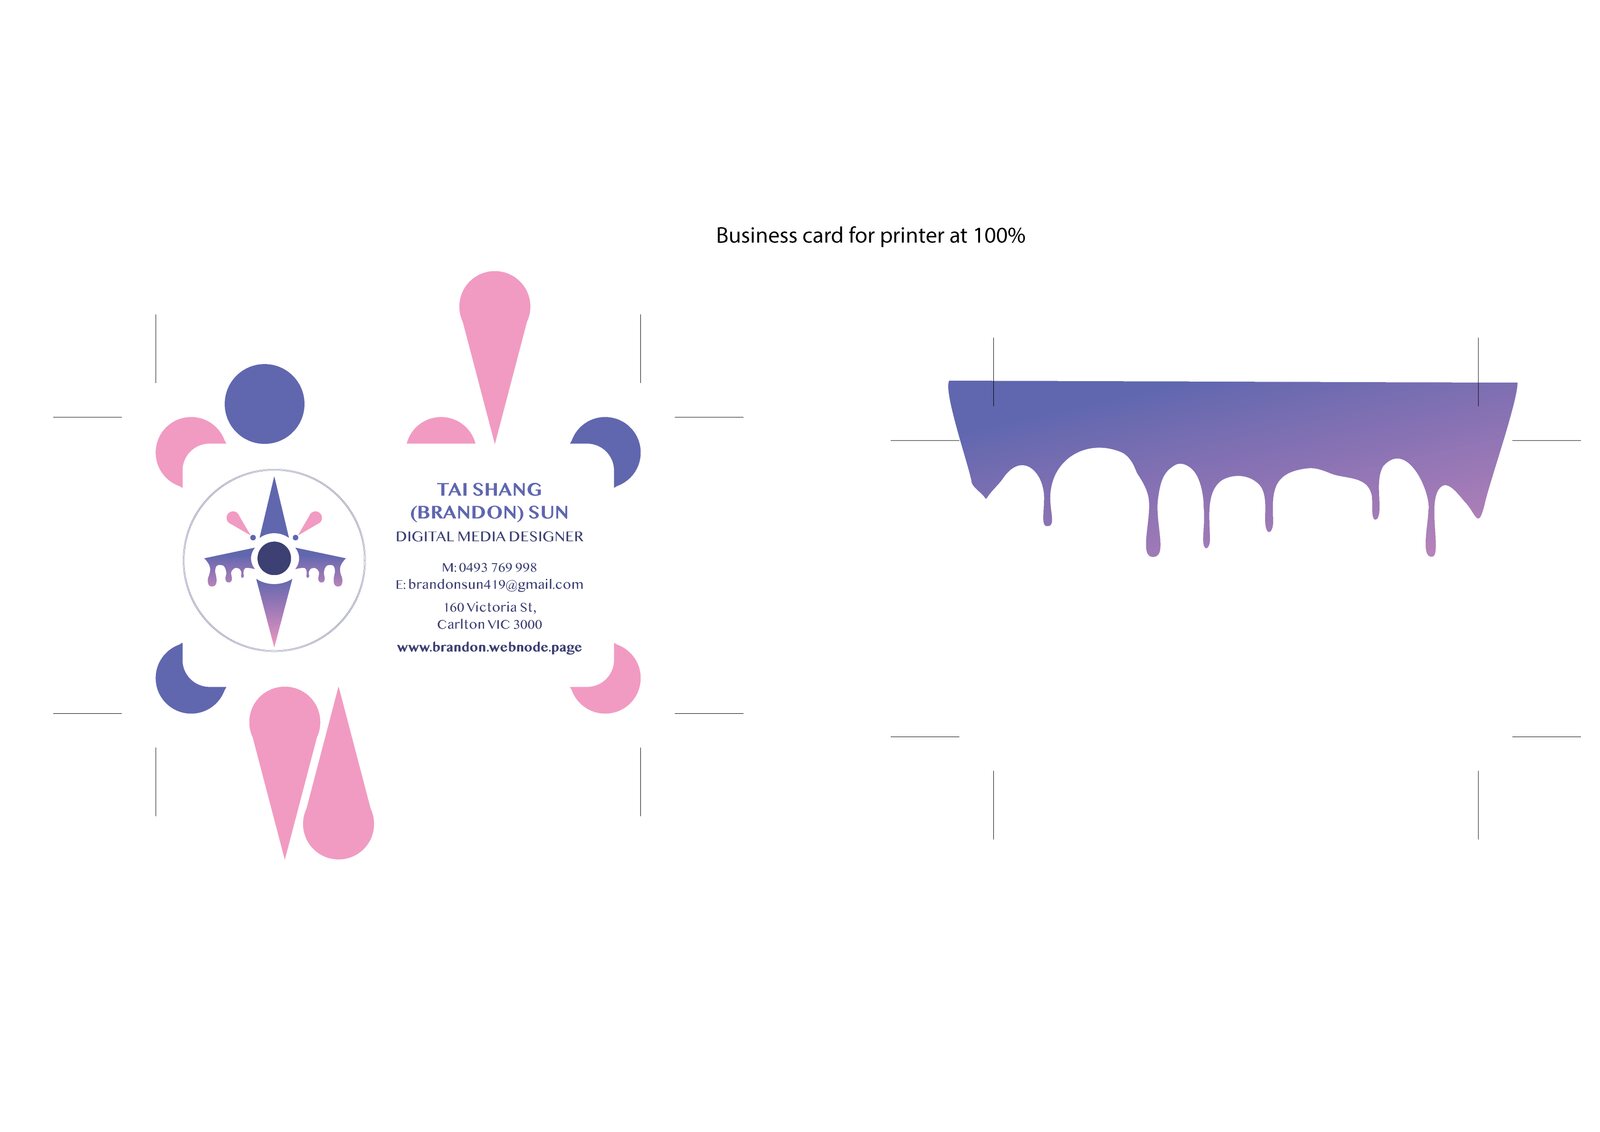 Business card for printer at 100%
TAI SHANG
(BRANDON) SUN
DIGITAL MEDIA DESIGNER
M: 0493 769 998
E: brandonsun419@gmail.com
160 Victoria St,
Carlton VIC 3000
www.brandon.webnode.page